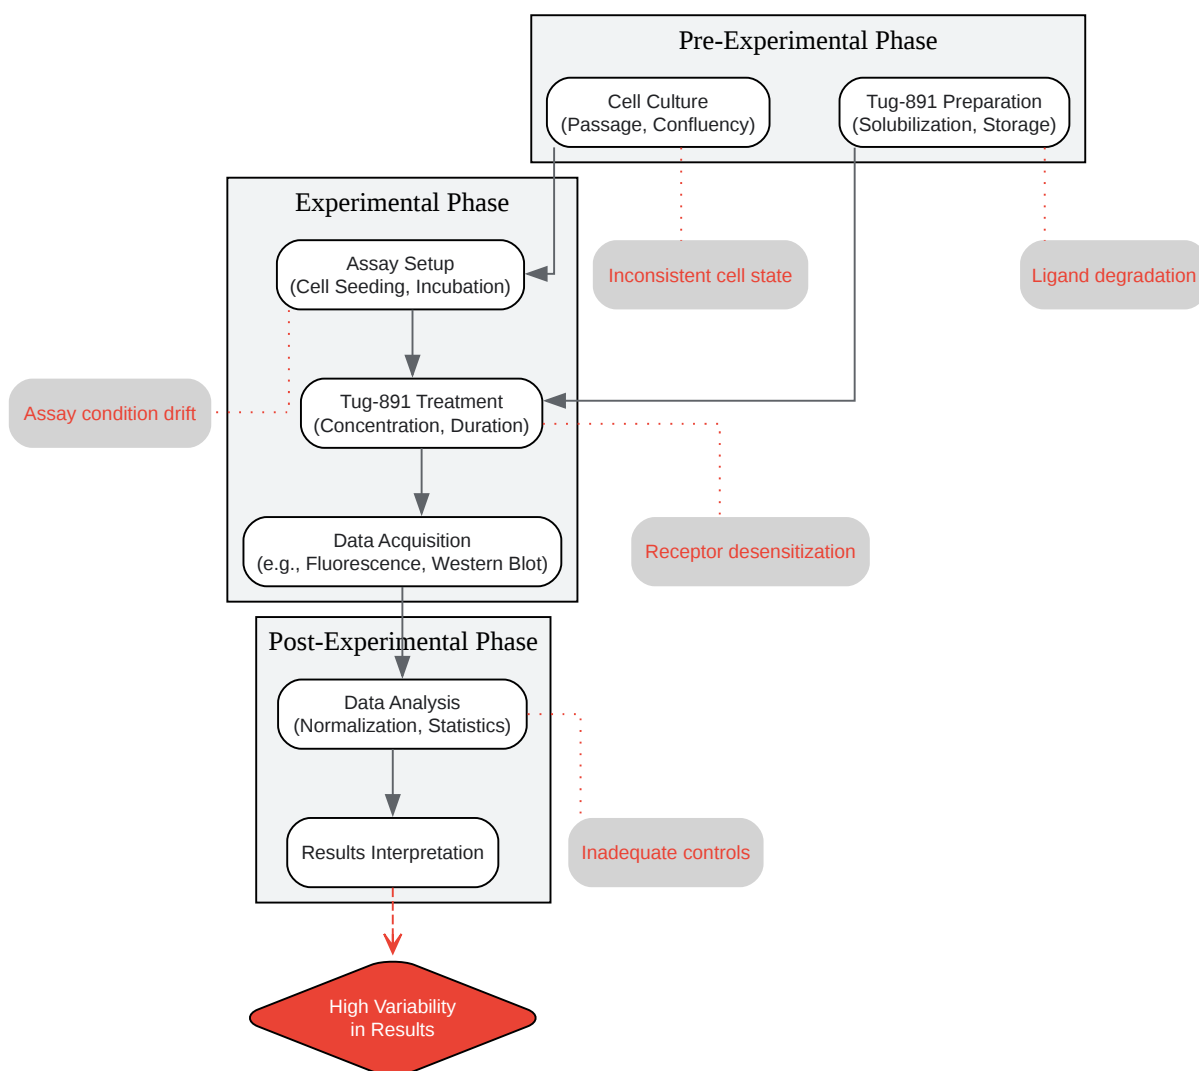 Pre-Experimental Phase
Cell Culture
(Passage, Confluency)
Tug-891 Preparation
(Solubilization, Storage)
Experimental Phase
Assay Setup
(Cell Seeding, Incubation)
Inconsistent cell state
Ligand degradation
Assay condition drift
Tug-891 Treatment
(Concentration, Duration)
Data Acquisition
(e.g., Fluorescence, Western Blot)
Receptor desensitization
Post-Experimental Phase
Data Analysis
(Normalization, Statistics)
Results Interpretation
Inadequate controls
High Variability
in Results